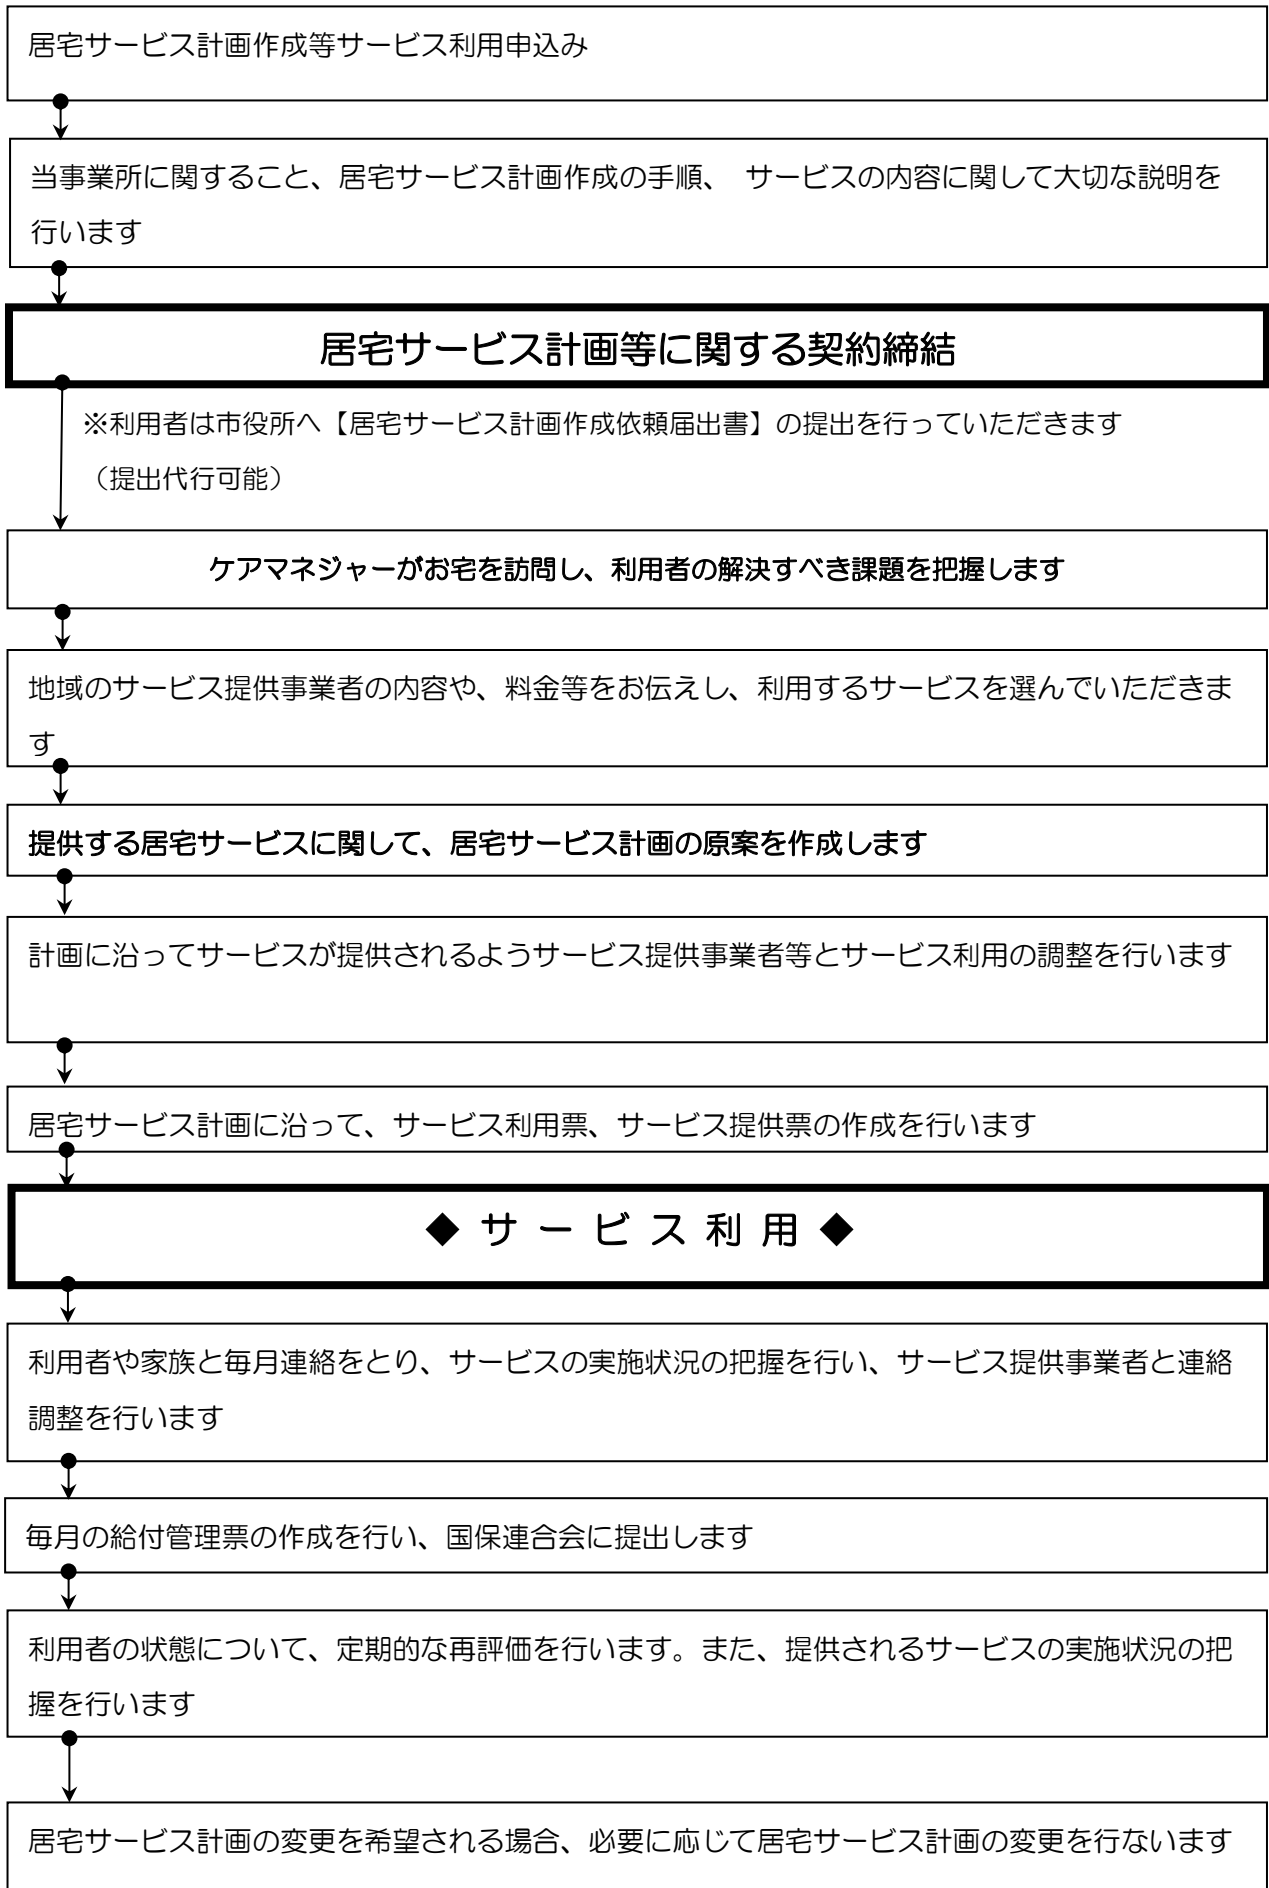 居宅サービス計画作成等サービス利用申込み
当事業所に関すること、居宅サービス計画作成の手順、　サービスの内容に関して大切な説明を
行います
居宅サービス計画等に関する契約締結
※利用者は市役所へ【居宅サービス計画作成依頼届出書】の提出を行っていただきます
（提出代行可能）
ケアマネジャーがお宅を訪問し、利用者の解決すべき課題を把握します
地域のサービス提供事業者の内容や、料金等をお伝えし、利用するサービスを選んでいただきま
す
提供する居宅サービスに関して、居宅サービス計画の原案を作成します
計画に沿ってサービスが提供されるようサービス提供事業者等とサービス利用の調整を行います
居宅サービス計画に沿って、サービス利用票、サービス提供票の作成を行います
◆ サ ー ビ ス 利 用 ◆
利用者や家族と毎月連絡をとり、サービスの実施状況の把握を行い、サービス提供事業者と連絡
調整を行います
毎月の給付管理票の作成を行い、国保連合会に提出します
利用者の状態について、定期的な再評価を行います。また、提供されるサービスの実施状況の把
握を行います
居宅サービス計画の変更を希望される場合、必要に応じて居宅サービス計画の変更を行ないます